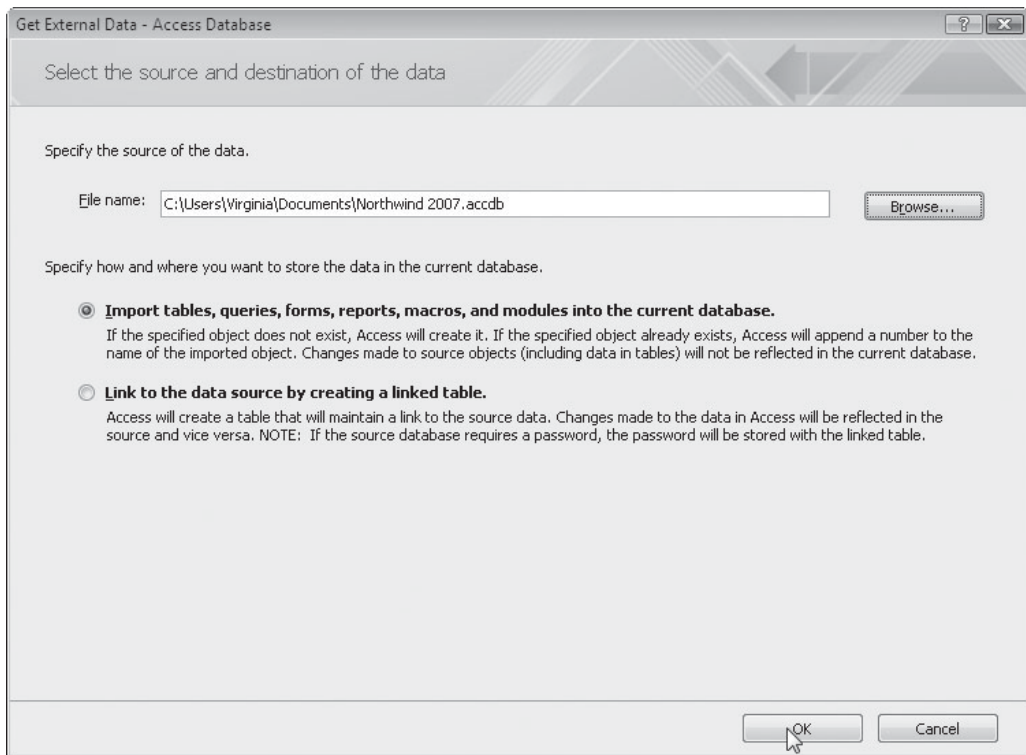 Get External Data - Access Database
Select the source and destination of the data
Specify the source of the data.
File name: C:\Users\Virginia\Documents\Northwind 2007.accdb Browse...
Specify how and where you want to store the data in the current database.
Import tables, queries, forms, reports, macros, and modules into the current database.
If the specified object does not exist, Access will create it. If the specified object already exists, Access will append a number to the
name of the imported object. Changes made to source objects (including data in tables) will not be reflected in the current database.
Link to the data source by creating a linked table.
Access will create a table that will maintain a link to the source data. Changes made to the data in Access will be reflected in the
source and vice versa. NOTE: If the source database requires a password, the password will be stored with the linked table.
OK Cancel